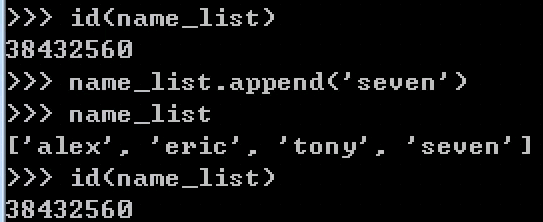 >>> id(name_list)
38432560
>>> name_list.append('seven')
>>> name_list
['alex', 'eric', 'tony', 'seven']
>>> id(name_list)
38432560